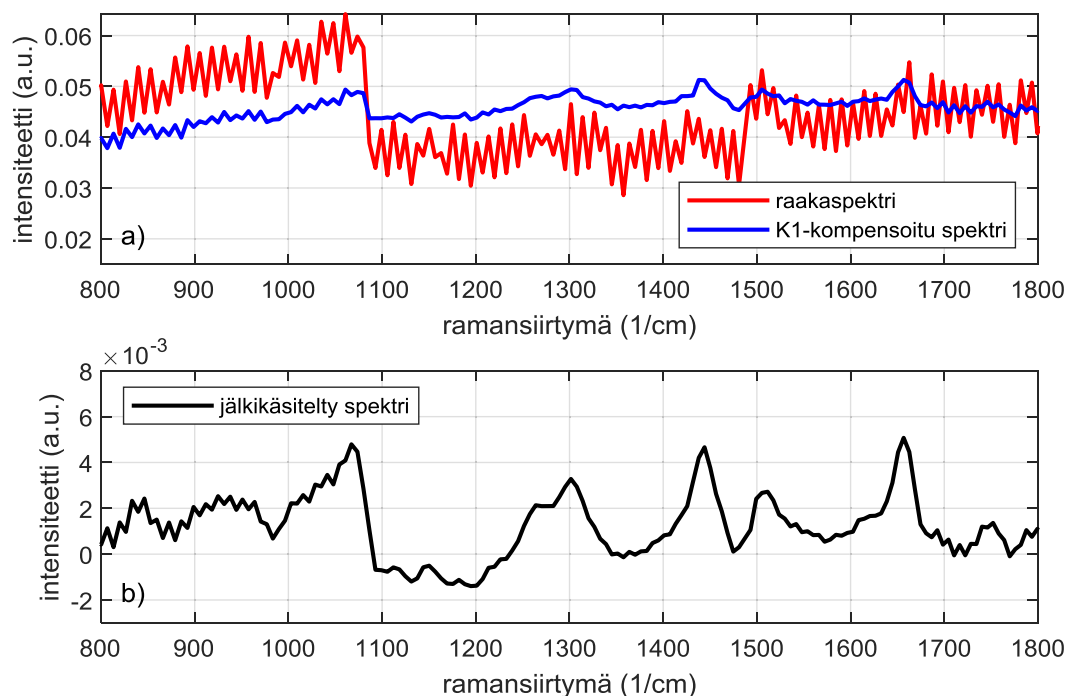 intensiteetti (a.u.)
0.06
0.05
0.04
0.03
0.02
a)
raakaspektri
K1-kompensoitu spektri
800 900 1000 1100 1200 1300 1400 1500 1600 1700 1800
ramansiirtymä (1/cm)
× 10⁻³
intensiteetti (a.u.)
8
6
4
2
0
-2
jälkikäsitelty spektri
b)
800 900 1000 1100 1200 1300 1400 1500 1600 1700 1800
ramansiirtymä (1/cm)